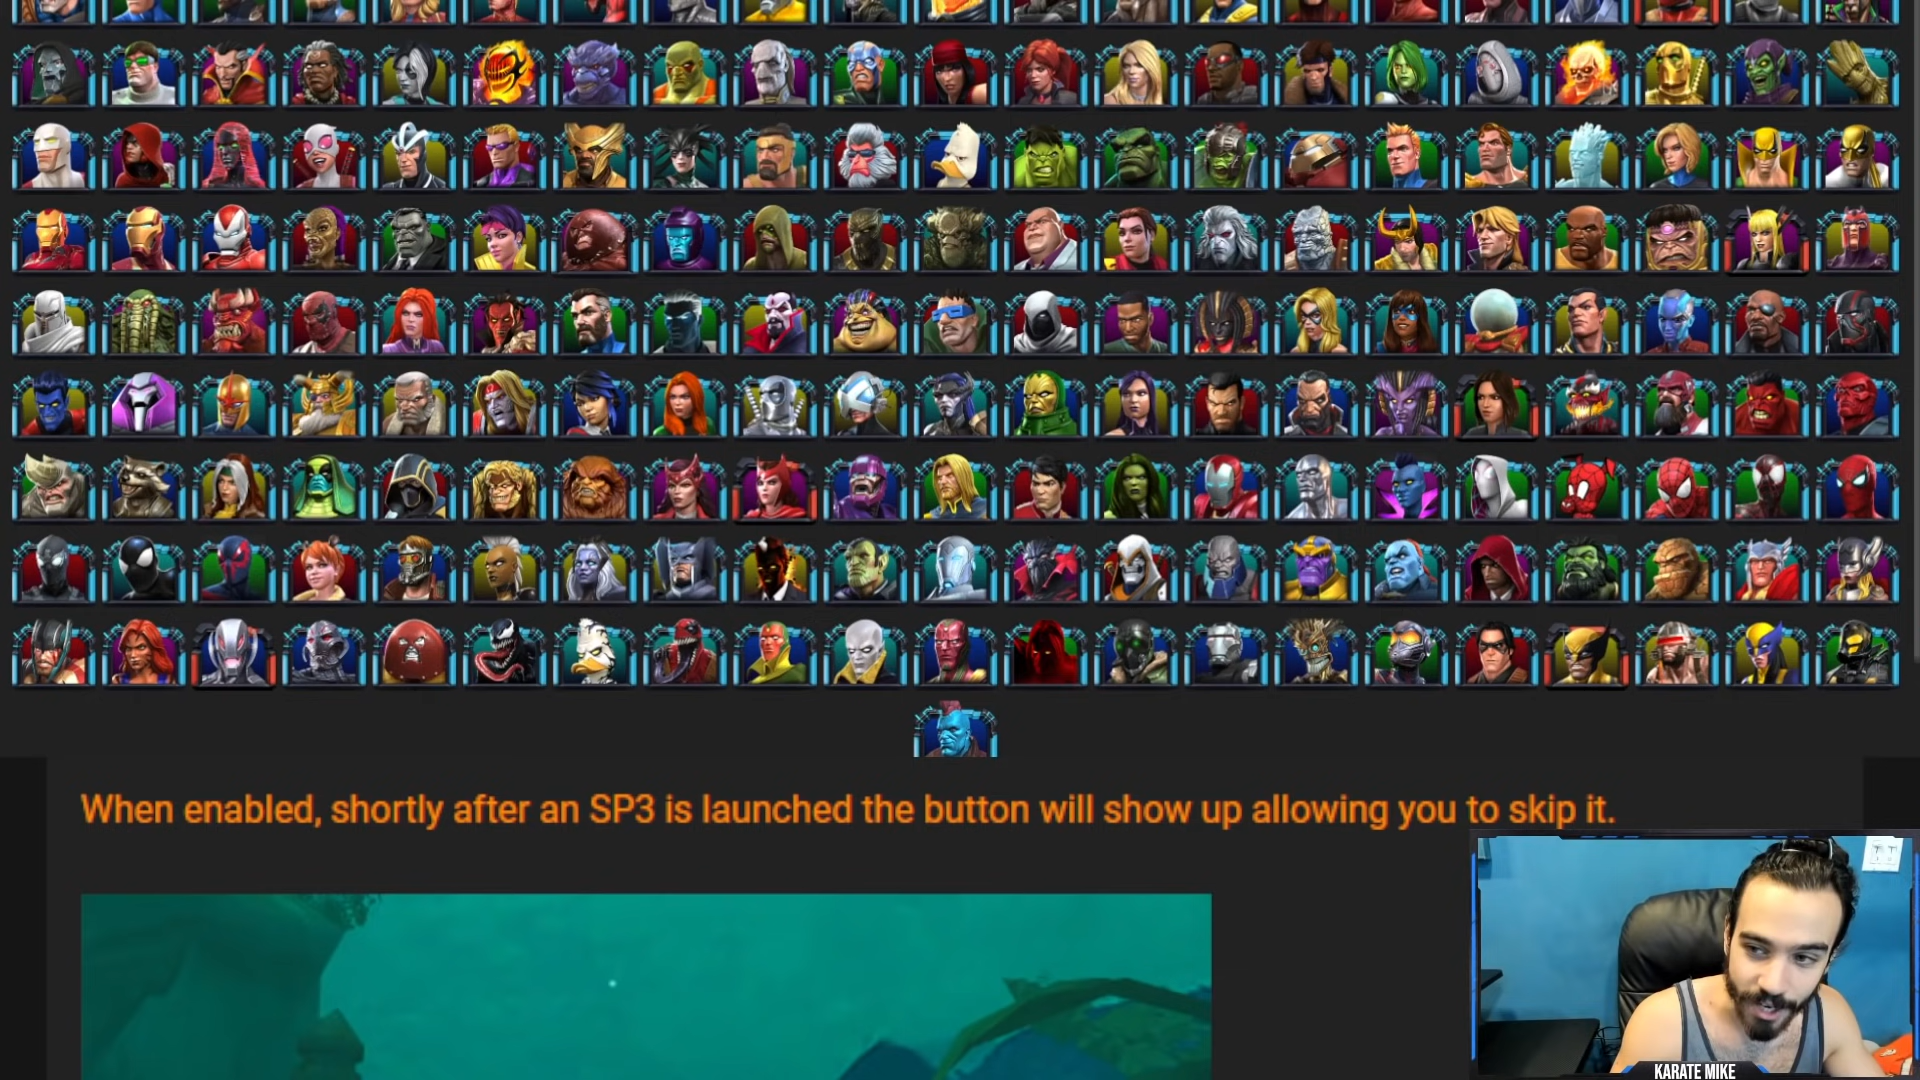 When enabled, shortly after an SP3 is launched the button will show up allowing you to skip it.
KARATE MIKE